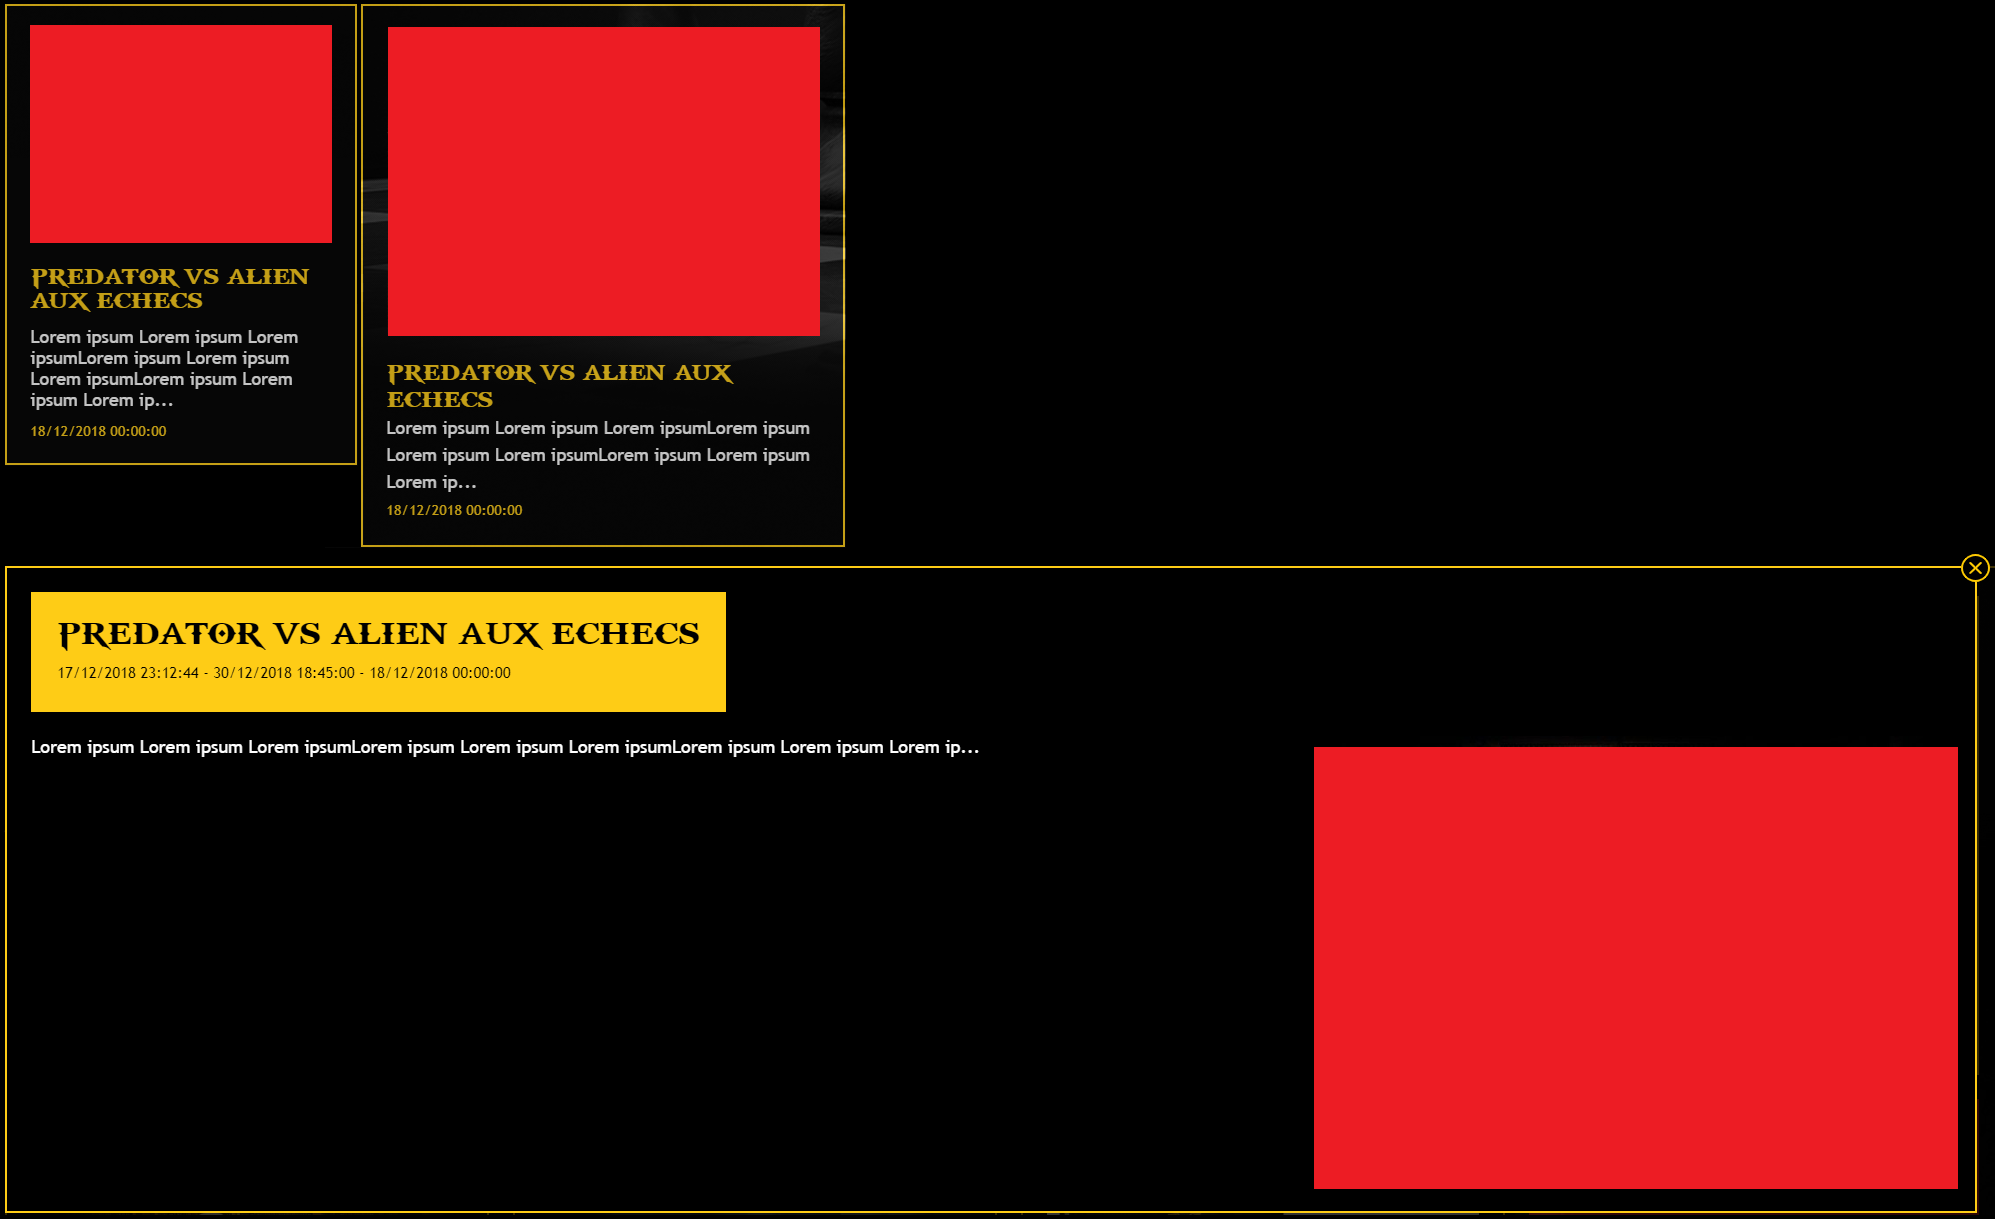 PREDATOR VS ALIEN
AUX ECHECS
Lorem ipsum Lorem ipsum Lorem
ipsumLorem ipsum Lorem ipsum
Lorem ipsumLorem ipsum Lorem
ipsum Lorem ip...
18/12/2018 00:00:00
PREDATOR VS ALIEN AUX
ECHECS
Lorem ipsum Lorem ipsum Lorem ipsumLorem ipsum
Lorem ipsum Lorem ipsumLorem ipsum Lorem ipsum
Lorem ip...
18/12/2018 00:00:00
PREDATOR VS ALIEN AUX ECHECS
17/12/2018 23:12:44 - 30/12/2018 18:45:00 - 18/12/2018 00:00:00
Lorem ipsum Lorem ipsum Lorem ipsumLorem ipsum Lorem ipsum Lorem ipsumLorem ipsum Lorem ipsum Lorem ip...